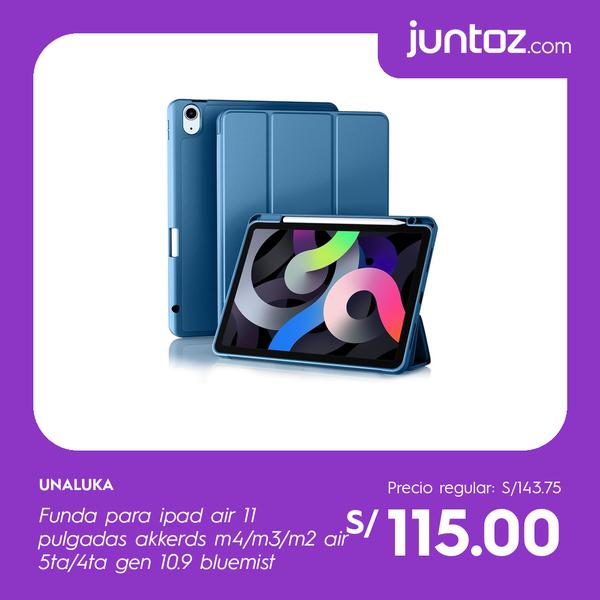 juntoz.com
UNALUKA
Funda para ipad air 11
pulgadas akkerds m4/m3/m2 air
5ta/4ta gen 10.9 bluemist
Precio regular: S/143.75
S/ 115.00